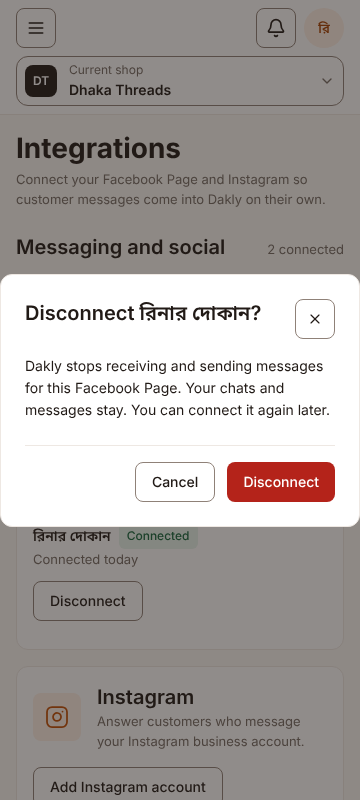 রি
DT
Current shop
Dhaka Threads
Integrations
Connect your Facebook Page and Instagram so
customer messages come into Dakly on their own.
Messaging and social
2 connected
Disconnect রিনার দোকান?
Dakly stops receiving and sending messages
for this Facebook Page. Your chats and
messages stay. You can connect it again later.
Cancel
Disconnect
রিনার দোকান
Connected
Connected today
Disconnect
Instagram
Answer customers who message
your Instagram business account.
Add Instagram account